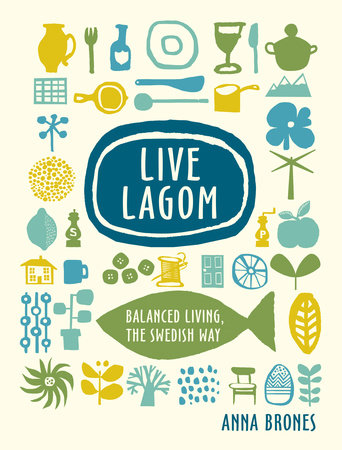 LIVE
LAGOM
S
P
BALANCED LIVING,
THE SWEDISH WAY
ANNA BRONES